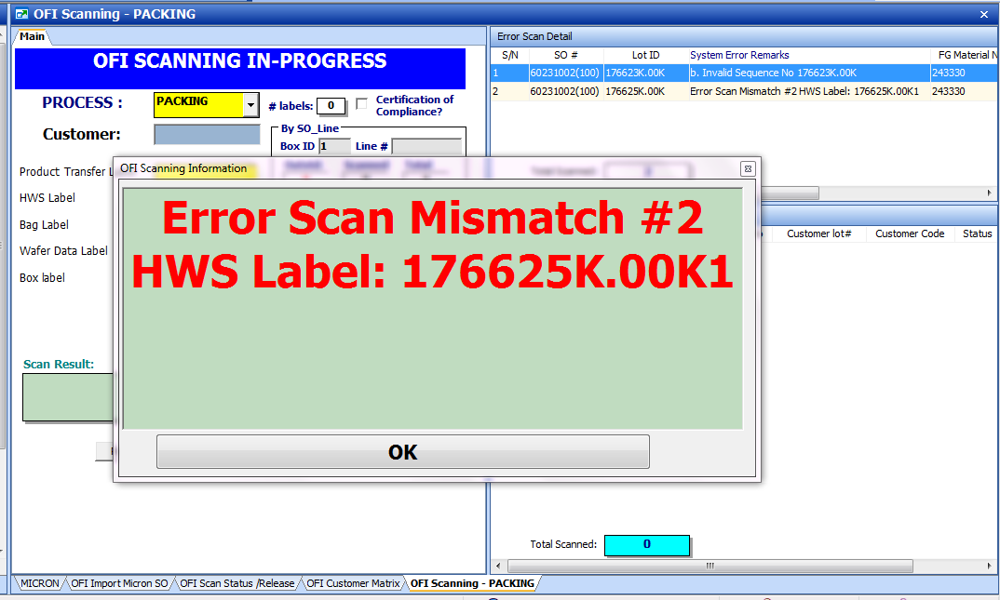 OFI Scanning - PACKING
Main
OFI SCANNING IN-PROGRESS
PROCESS :
PACKING
# labels:
0
Certification of
Compliance?
Customer:
By SO_Line
Box ID
1
Line #
Product Transfer L
HWS Label
Bag Label
Wafer Data Label
Box label
Scan Result:
Error Scan Detail
S/N SO # Lot ID System Error Remarks FG Material N
1 60231002(100) 176623K.00K b. Invalid Sequence No 176623K.00K 243330
2 60231002(100) 176625K.00K Error Scan Mismatch #2 HWS Label: 176625K.00K1 243330
Total Scanned:
OFI Scanning Information
Error Scan Mismatch #2
HWS Label: 176625K.00K1
OK
Customer lot# Customer Code Status
Total Scanned:
0
MICRON OFI Import Micron SO OFI Scan Status /Release OFI Customer Matrix OFI Scanning - PACKING